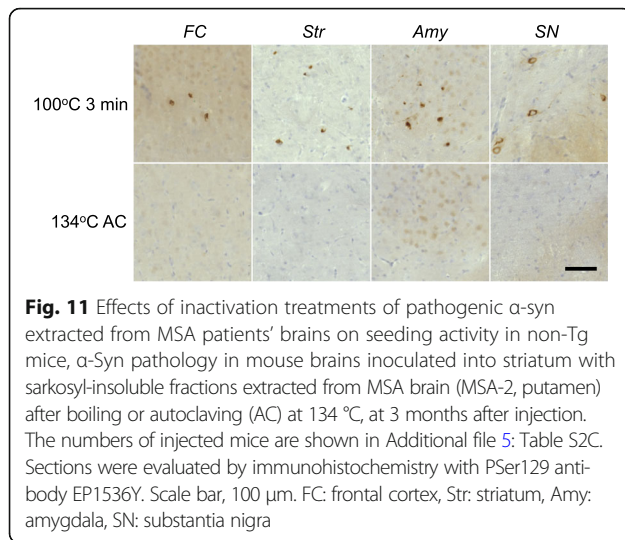 FC Str Amy SN
100°C 3 min
134°C AC
Fig. 11 Effects of inactivation treatments of pathogenic α-syn
extracted from MSA patients' brains on seeding activity in non-Tg
mice, α-Syn pathology in mouse brains inoculated into striatum with
sarkosyl-insoluble fractions extracted from MSA brain (MSA-2, putamen)
after boiling or autoclaving (AC) at 134 °C, at 3 months after injection.
The numbers of injected mice are shown in Additional file 5: Table S2C.
Sections were evaluated by immunohistochemistry with PSer129 anti-
body EP1536Y. Scale bar, 100 μm. FC: frontal cortex, Str: striatum, Amy:
amygdala, SN: substantia nigra